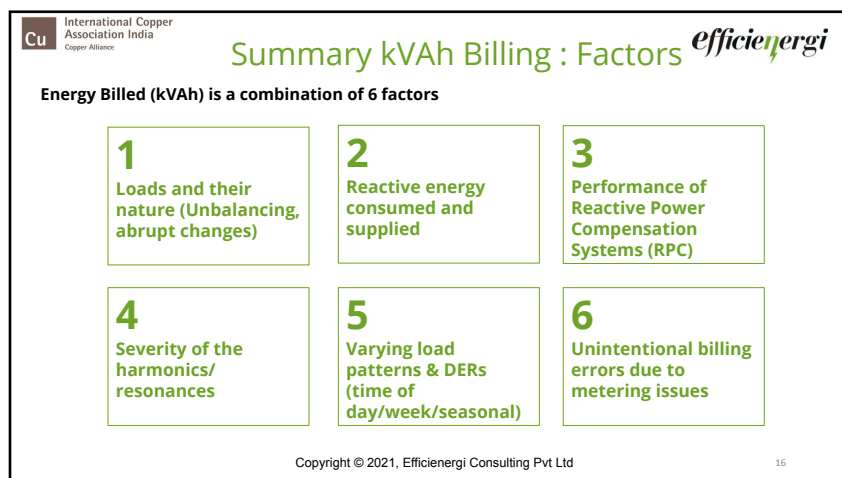 Cu
International Copper
Association India
Copper Alliance
Summary kVAh Billing : Factors
efficienergi
Energy Billed (kVAh) is a combination of 6 factors
1
Loads and their
nature (Unbalancing,
abrupt changes)
2
Reactive energy
consumed and
supplied
3
Performance of
Reactive Power
Compensation
Systems (RPC)
4
Severity of the
harmonics/
resonances
5
Varying load
patterns & DERs
(time of
day/week/seasonal)
6
Unintentional billing
errors due to
metering issues
Copyright © 2021, Efficienergi Consulting Pvt Ltd
16